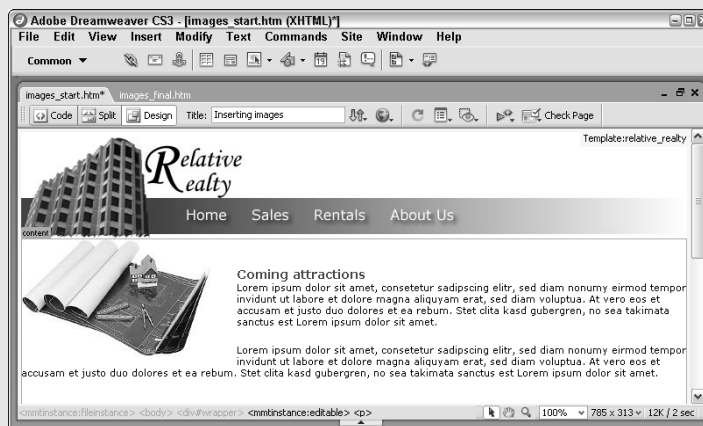 Adobe Dreamweaver CS3 - [images_start.htm (XHTML)*]
File Edit View Insert Modify Text Commands Site Window Help
Common
19
images_start.htm* images_final.htm
Code Split Design Title: Inserting images Check Page
Template:relative_realty
Relative
Realty
Home Sales Rentals About Us
content
Coming attractions
Lorem ipsum dolor sit amet, consetetur sadipscing elitr, sed diam nonumy eirmod tempor
invidunt ut labore et dolore magna aliquyam erat, sed diam voluptua. At vero eos et
accusam et justo duo dolores et ea rebum. Stet clita kasd gubergren, no sea takimata
sanctus est Lorem ipsum dolor sit amet.
Lorem ipsum dolor sit amet, consetetur sadipscing elitr, sed diam nonumy eirmod tempor
invidunt ut labore et dolore magna aliquyam erat, sed diam voluptua. At vero eos et
accusam et justo duo dolores et ea rebum. Stet clita kasd gubergren, no sea takimata sanctus est Lorem ipsum dolor sit amet.
<mmtinstance:fileinstance> <body> <div#wrapper> <mmtinstance:editable> <p> 100% 785 x 313 12K / 2 sec